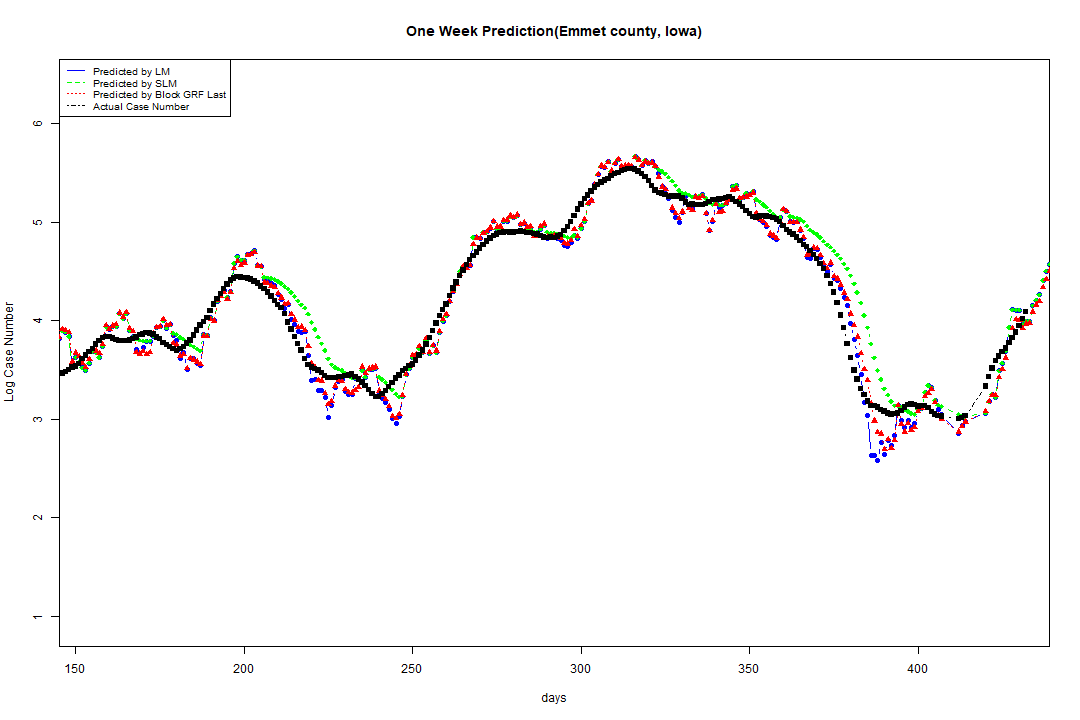 One Week Prediction(Emmet county, Iowa)
Predicted by LM
Predicted by SLM
Predicted by Block GRF Last
Actual Case Number
6
5
4
3
2
1
Log Case Number
150 200 250 300 350 400
days